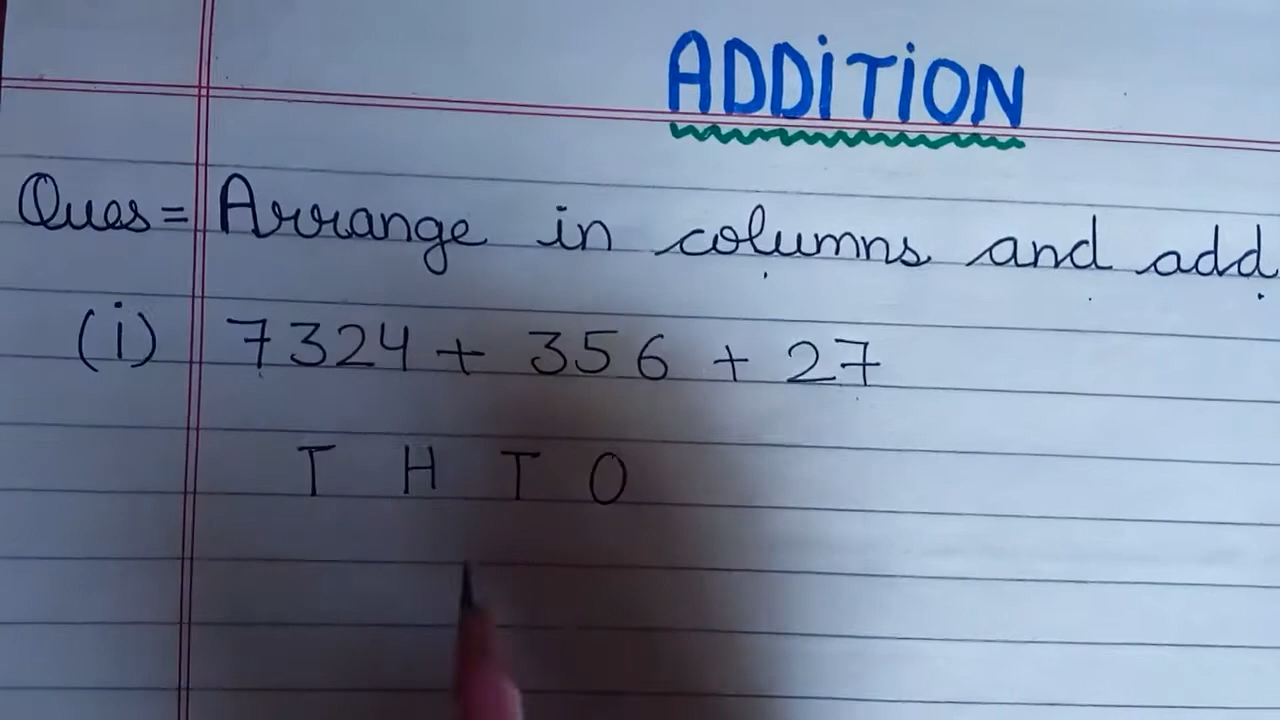 ADDiTiON
Ques = Arrange in columns and add
(i) 7324 + 356 + 27
T H T O